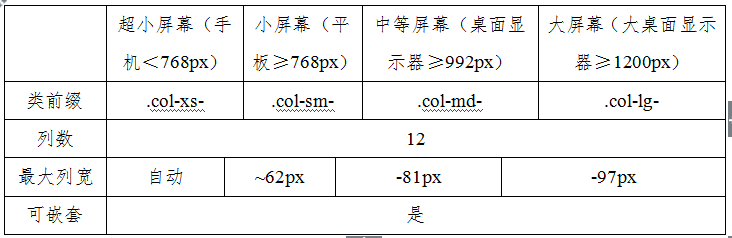 超小屏幕（手 小屏幕（平 中等屏幕（桌面显 大屏幕（大桌面显示
机＜768px） 板≥768px） 示器≥992px） 器≥1200px）
类前缀 .col-xs- .col-sm- .col-md- .col-lg-
列数 12
最大列宽 自动 ~62px -81px -97px
可嵌套 是